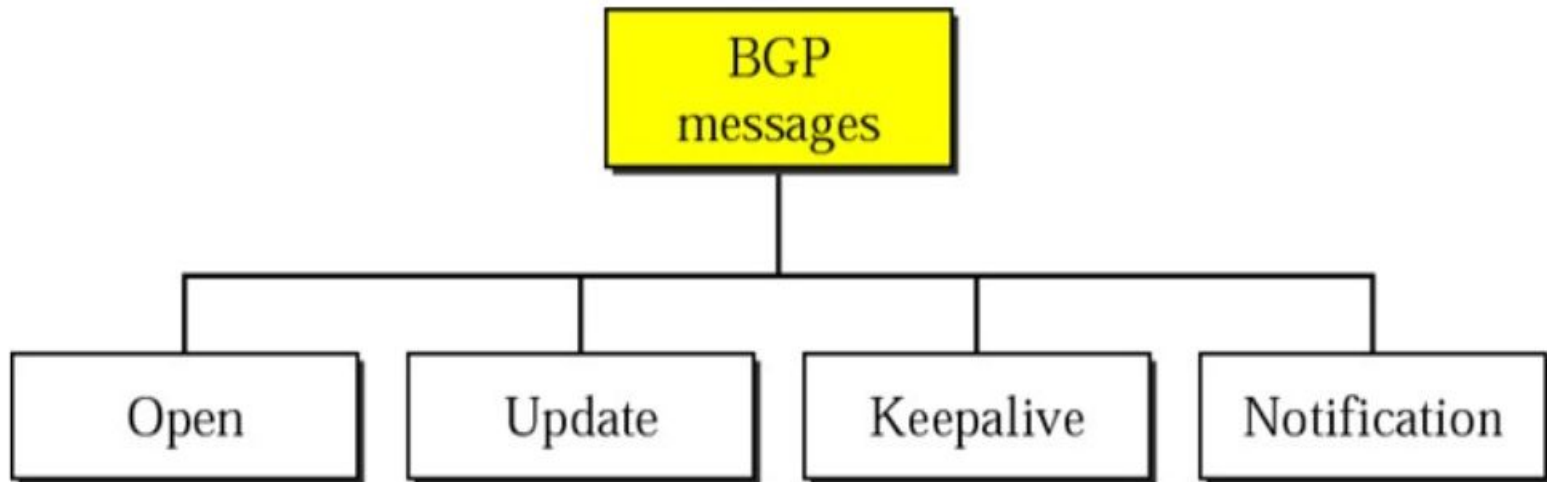 BGP
messages
Open
Update
Keepalive
Notification